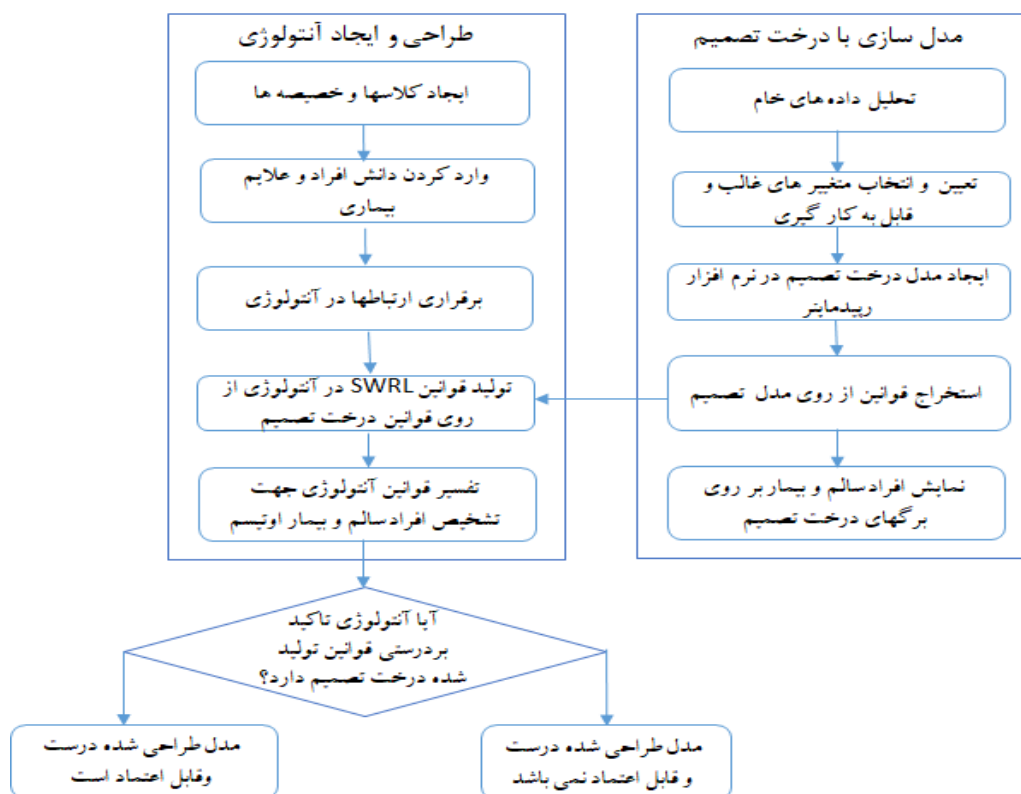 مدل سازی با درخت تصمیم
تحلیل داده های خام
تعیین و انتخاب متغییر های غالب و
قابل به کار گیری
ایجاد مدل درخت تصمیم در نرم افزار
رپیدماینر
استخراج قوانین از روی مدل تصمیم
نمایش افراد سالم و بیمار بر روی
برگهای درخت تصمیم
طراحی و ایجاد آنتولوژی
ایجاد کلاسها و خصیصه ها
وارد کردن دانش افراد و علایم
بیماری
برقراری ارتباطها در آنتولوژی
تولید قوانین SWRL در آنتولوژی از
روی قوانین درخت تصمیم
تفسیر قوانین آنتولوژی جهت
تشخیص افراد سالم و بیمار اوتیسم
آیا آنتولوژی تاکید
بردرستی قوانین تولید
شده درخت تصمیم دارد؟
مدل طراحی شده درست
و قابل اعتماد نمی باشد
مدل طراحی شده درست
وقابل اعتماد است